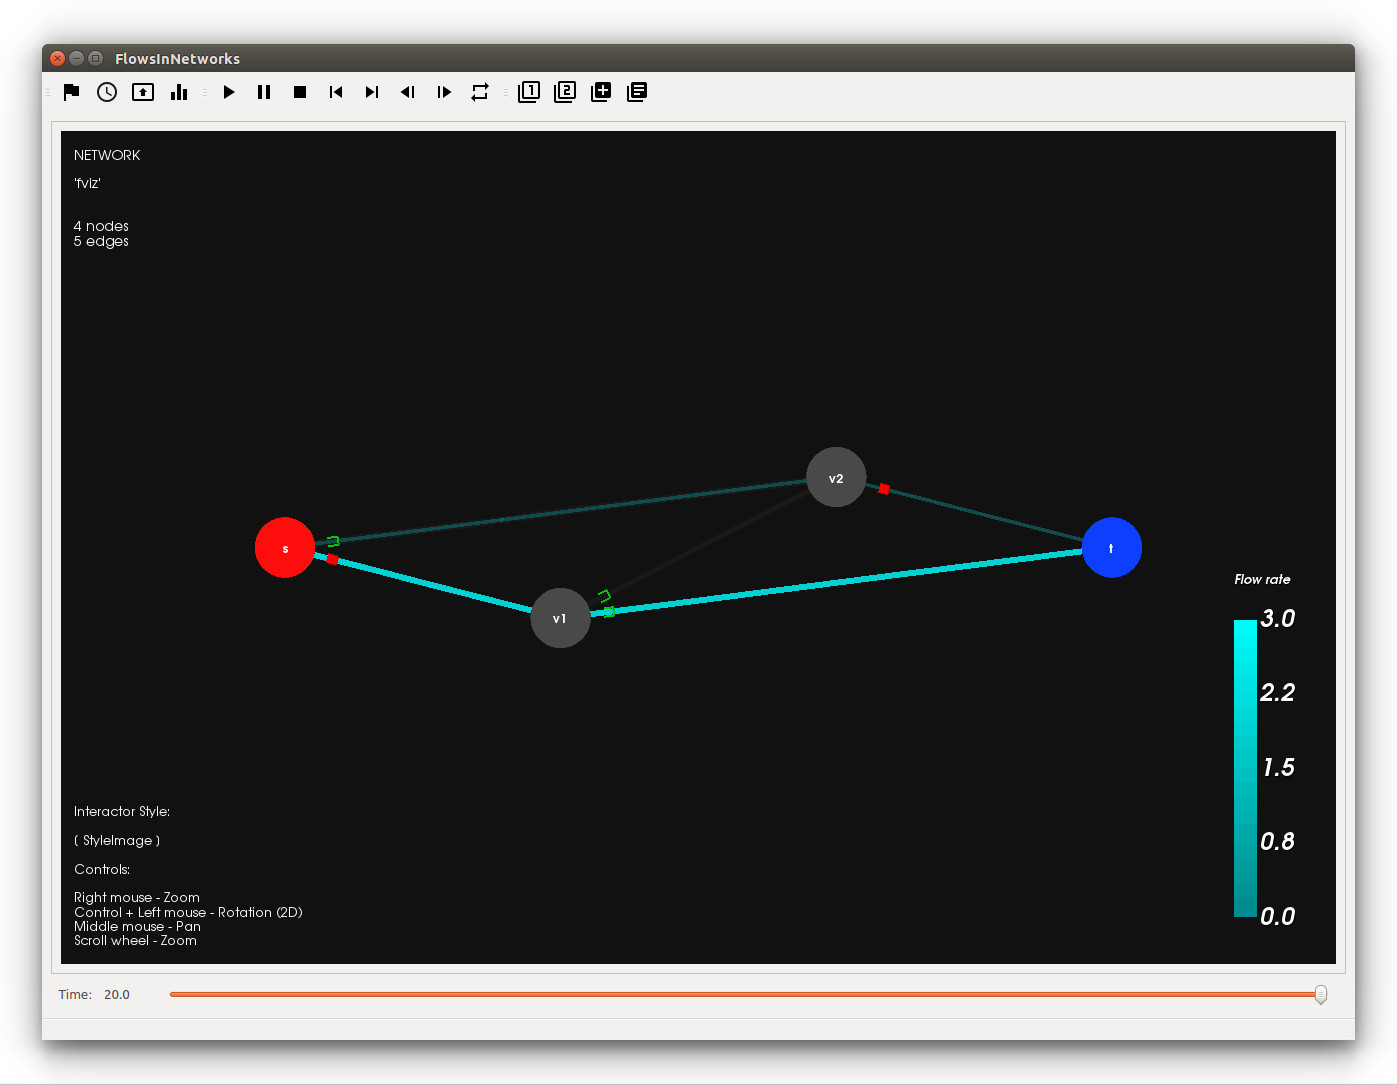 FlowsInNetworks
1
2
NETWORK
'fviz'
4 nodes
5 edges
v2
s
t
v1
Flow rate
3.0
2.2
1.5
0.8
0.0
Interactor Style:
( StyleImage )
Controls:
Right mouse - Zoom
Control + Left mouse - Rotation (2D)
Middle mouse - Pan
Scroll wheel - Zoom
Time: 20.0